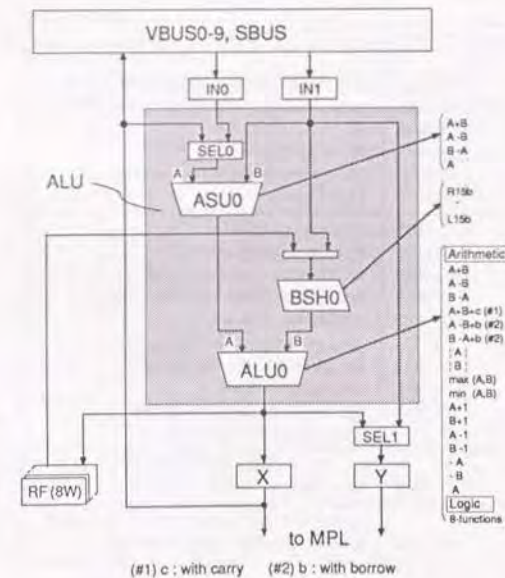 VBUS0-9, SBUS
IN0
IN1
SEL0
A
B
ALU
ASU0
A+B
A -B
B -A
A
R15b
-
L15b
BSH0
A
B
ALU0
Arithmetic
A+B
A -B
B -A
A+B+c (#1)
A -B+b (#2)
B -A+b (#2)
| A |
| B |
max (A,B)
min (A,B)
A+1
B+1
A -1
B -1
- A
- B
A
Logic
8-functions
SEL1
RF (8W)
X
Y
to MPL
(#1) c : with carry (#2) b : with borrow